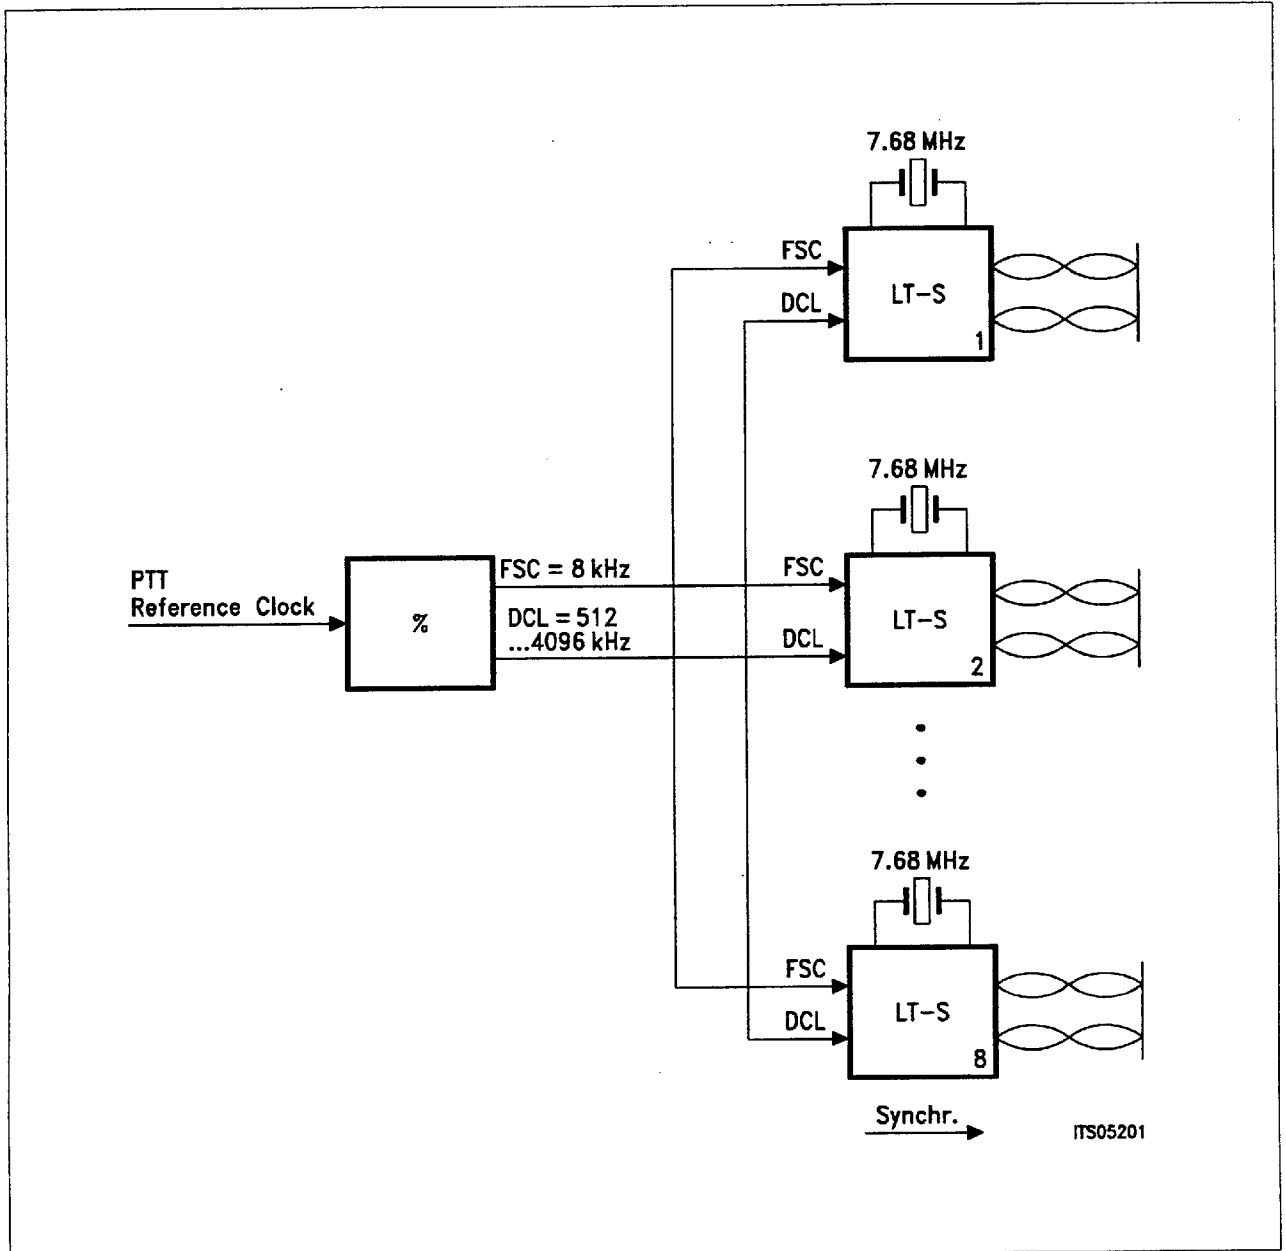 7.68 MHz
FSC
DCL
LT-S
1
7.68 MHz
PTT
Reference Clock
%
FSC = 8 kHz
DCL = 512
...4096 kHz
FSC
DCL
LT-S
2
7.68 MHz
FSC
DCL
LT-S
8
Synchr.
ITS05201